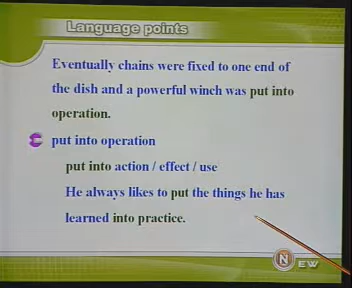 Language points
Eventually chains were fixed to one end of
the dish and a powerful winch was put into
operation.
put into operation
put into action / effect / use
He always likes to put the things he has
learned into practice.
N EW